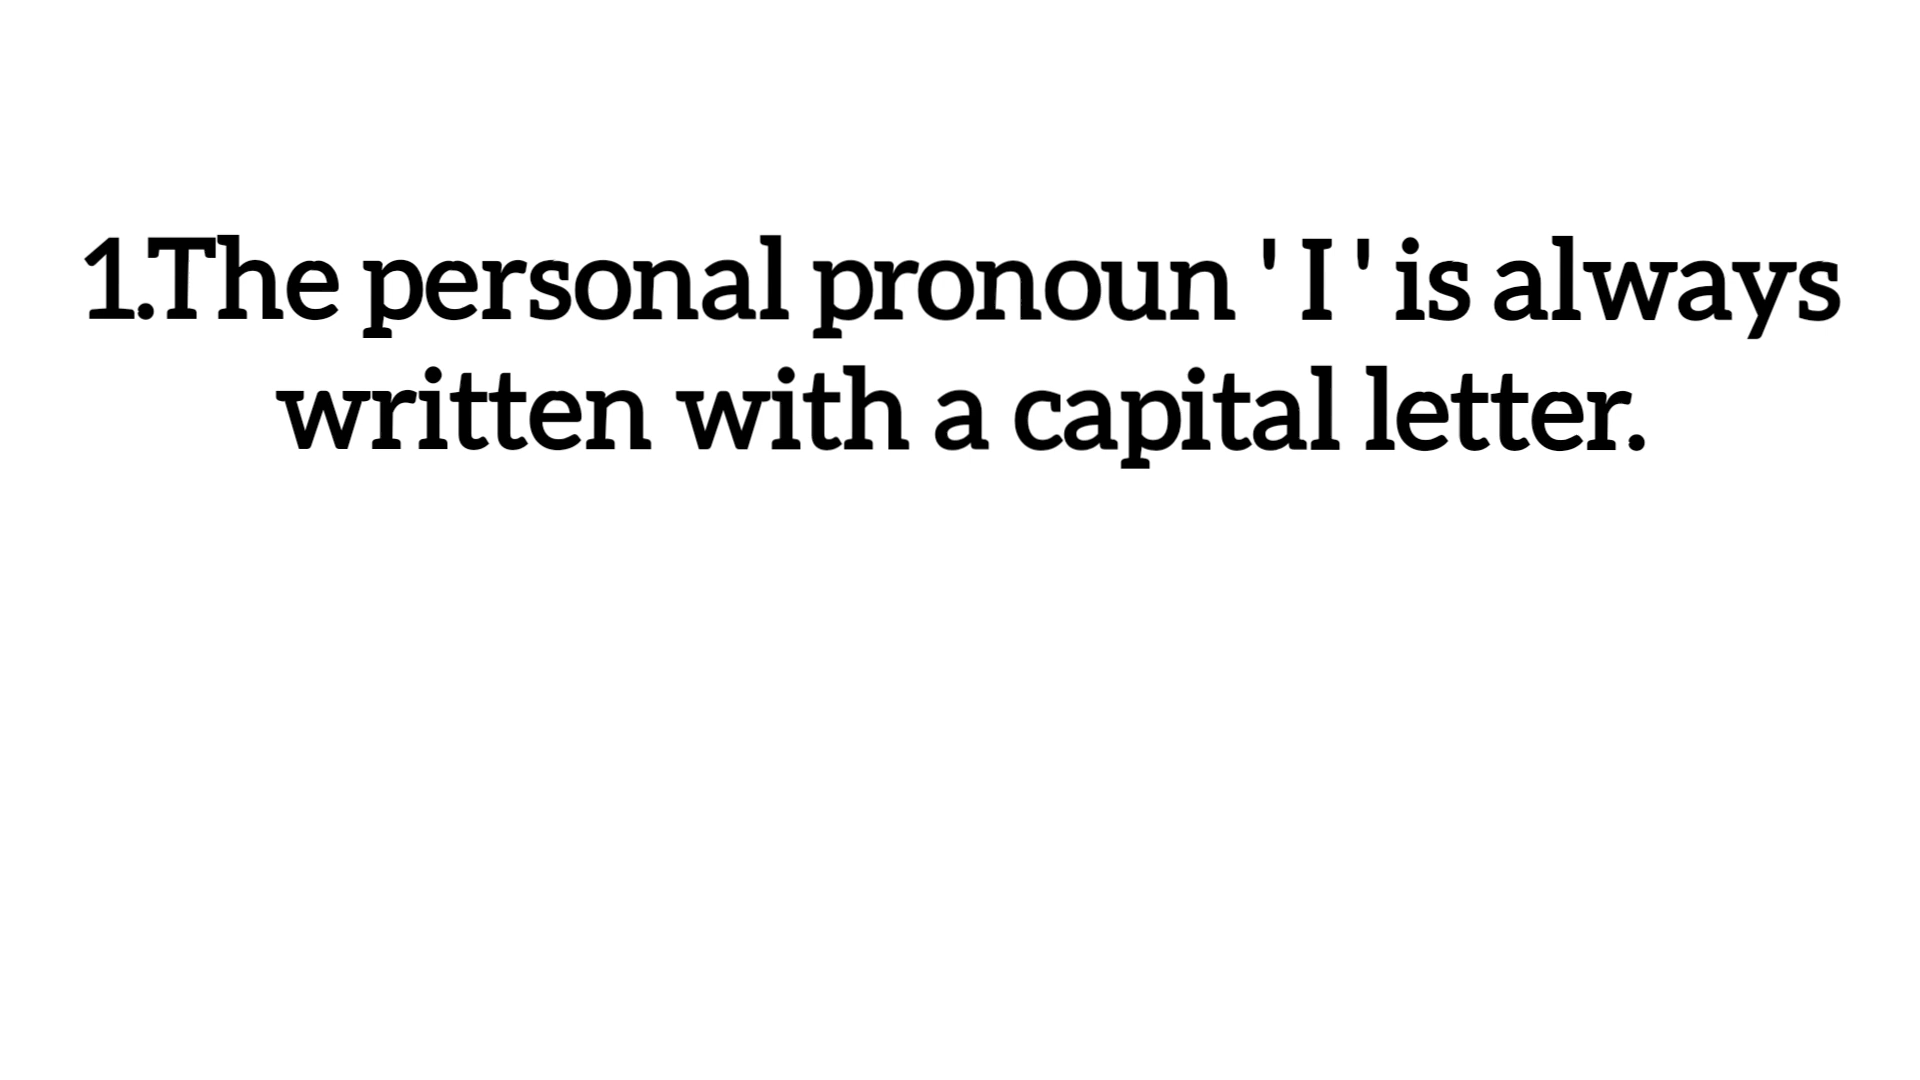 1.The personal pronoun ' I ' is always
written with a capital letter.